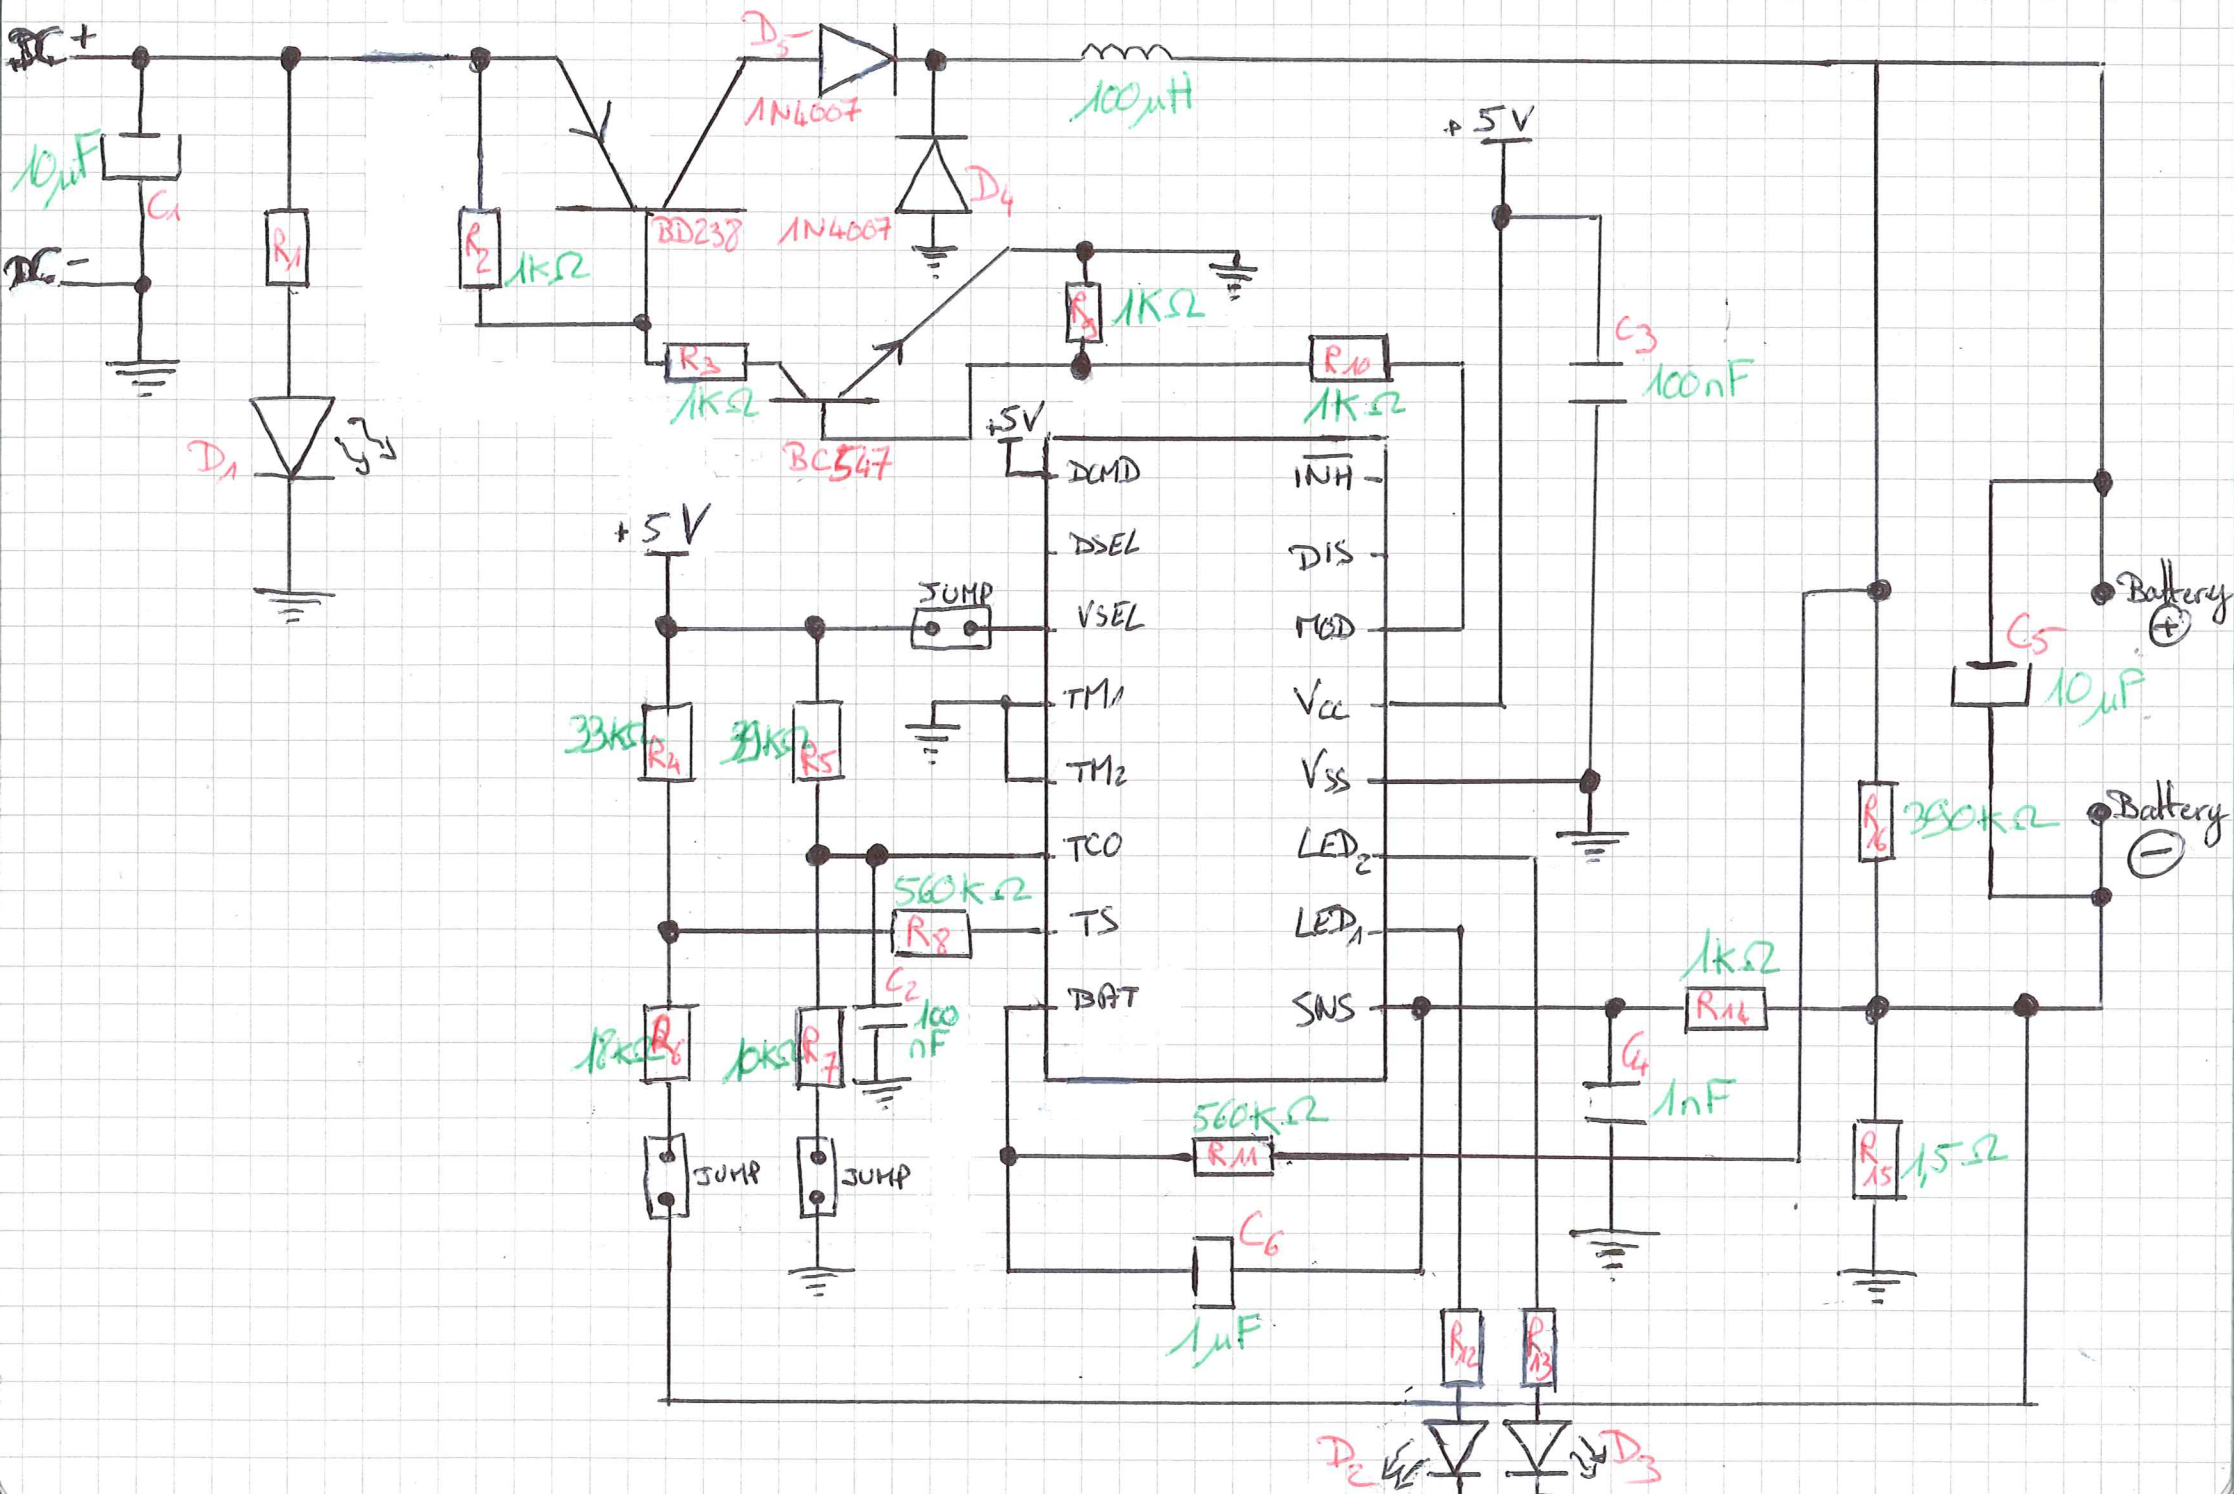 DC+
D5
1N4007
100µH
+5V
10µF
C1
R1
R2
1kΩ
BD238
1N4007
D4
DC-
R9
1KΩ
R3
1KΩ
R10
1KΩ
C3
100nF
D1
BC547
+5V
DCMD
INH
+5V
DSEL
DIS
JUMP
VSEL
MOD
Battery
+
C5
10µF
33kΩ
R4
R5
TM1
VCC
TM2
VSS
R16
390kΩ
Battery
-
TCO
LED2
560kΩ
R8
TS
LED1
1kΩ
R14
C2
100
nF
BAT
SNS
18kΩ
R6
10kΩ
R7
C4
1nF
560kΩ
R11
R15
1,5Ω
JUMP
JUMP
C6
1µF
R12
R13
D2
D3